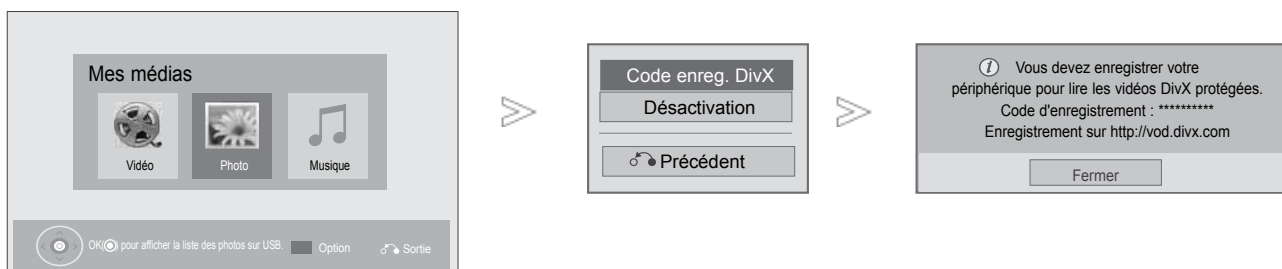 Mes médias
Vidéo
Photo
Musique
OK(◉) pour afficher la liste des photos sur USB.
Option
Sortie
Code enreg. DivX
Désactivation
Précédent
Vous devez enregistrer votre
périphérique pour lire les vidéos DivX protégées.
Code d'enregistrement : **********
Enregistrement sur http://vod.divx.com
Fermer